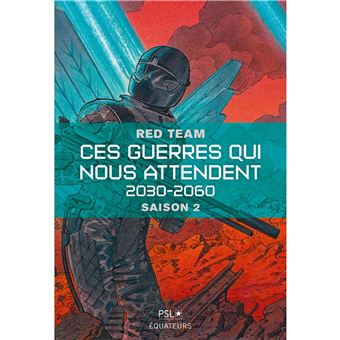 RED TEAM
CES GUERRES QUI
NOUS ATTENDENT
2030-2060
SAISON 2
PSL★
ÉQUATEURS